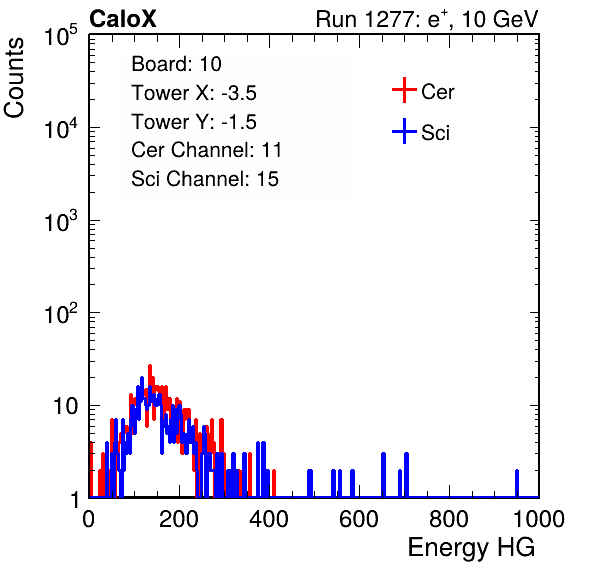 CaloX Run 1277: e⁺, 10 GeV
Counts
10⁵
10⁴
10³
10²
10
1
Board: 10
Tower X: -3.5
Tower Y: -1.5
Cer Channel: 11
Sci Channel: 15
Cer
Sci
0 200 400 600 800 1000
Energy HG